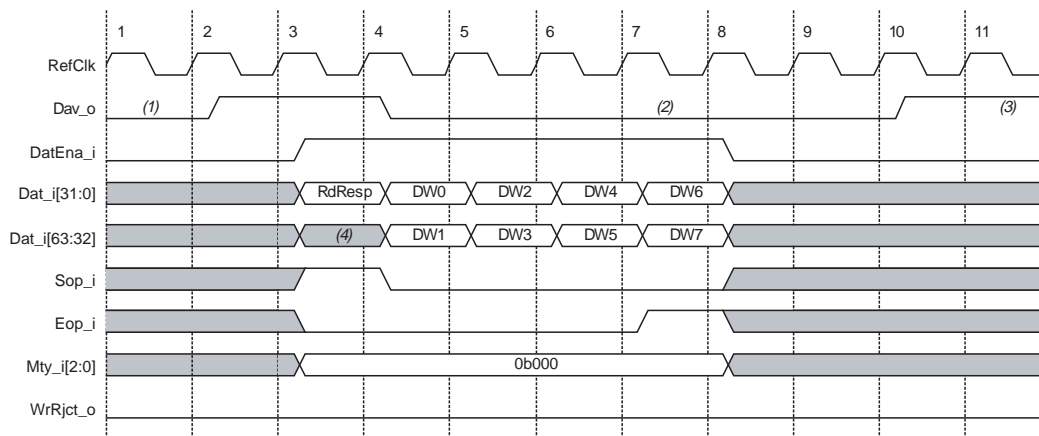 1 2 3 4 5 6 7 8 9 10 11
RefClk
Dav_o (1) (2) (3)
DatEna_i
Dat_i[31:0] RdResp DW0 DW2 DW4 DW6
Dat_i[63:32] (4) DW1 DW3 DW5 DW7
Sop_i
Eop_i
Mty_i[2:0] 0b000
WrRjct_o